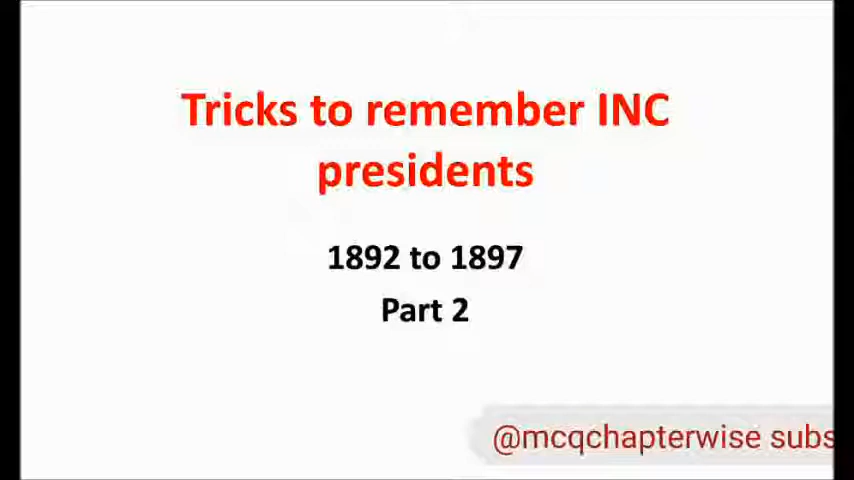 Tricks to remember INC
presidents
1892 to 1897
Part 2
@mcqchapterwise subs